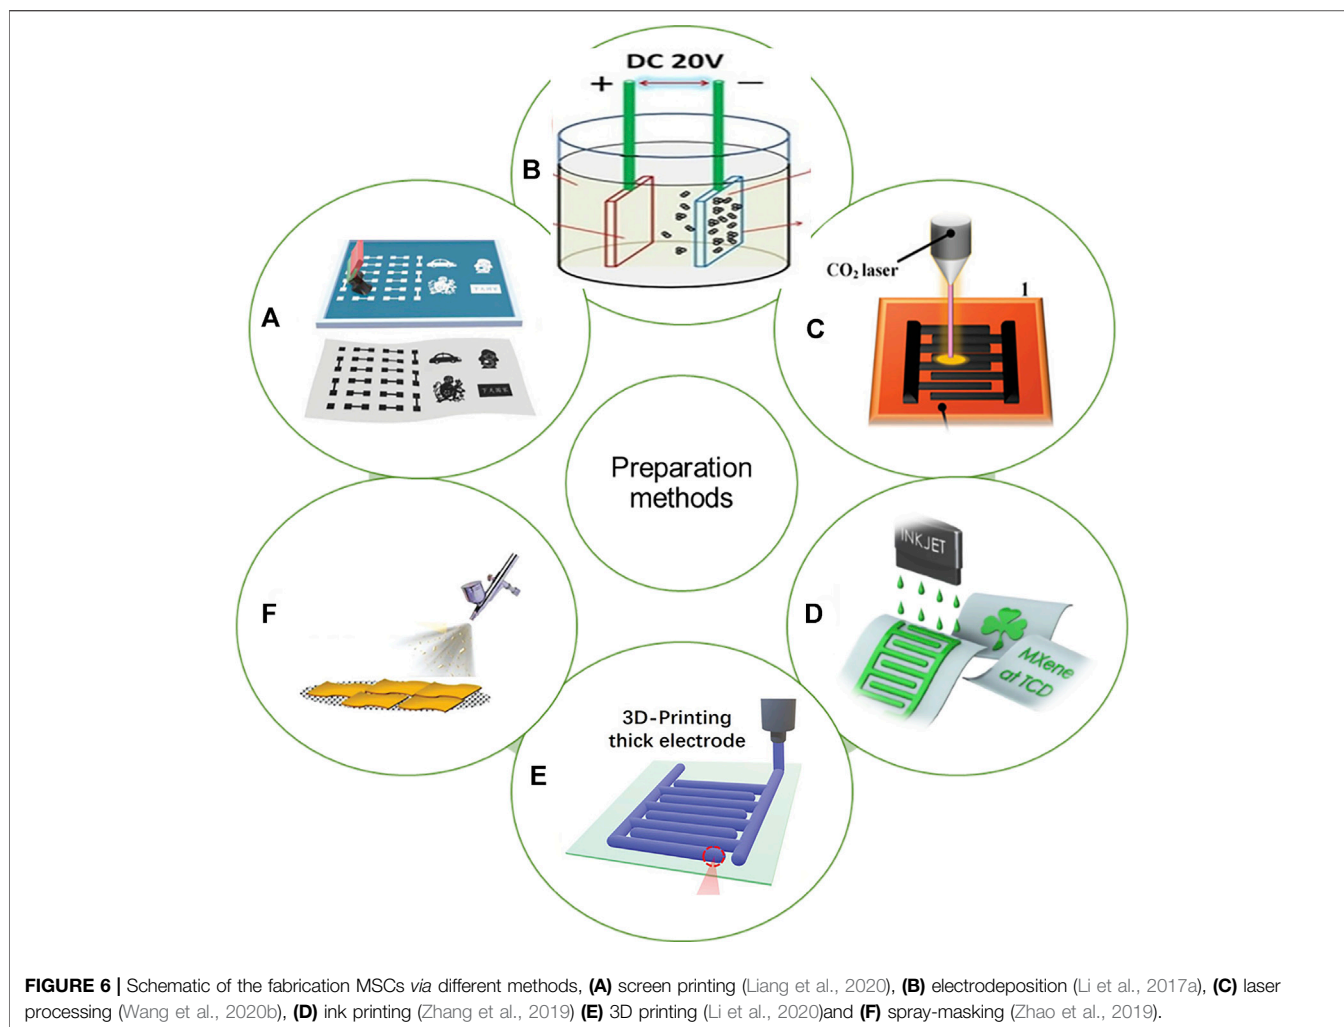 DC 20V
+ —
B
A
CO₂ laser
1
C
Preparation
methods
INKJET
D
MXene
at TCD
F
3D-Printing
thick electrode
E
FIGURE 6 | Schematic of the fabrication MSCs via different methods, (A) screen printing (Liang et al., 2020), (B) electrodeposition (Li et al., 2017a), (C) laser
processing (Wang et al., 2020b), (D) ink printing (Zhang et al., 2019) (E) 3D printing (Li et al., 2020)and (F) spray-masking (Zhao et al., 2019).